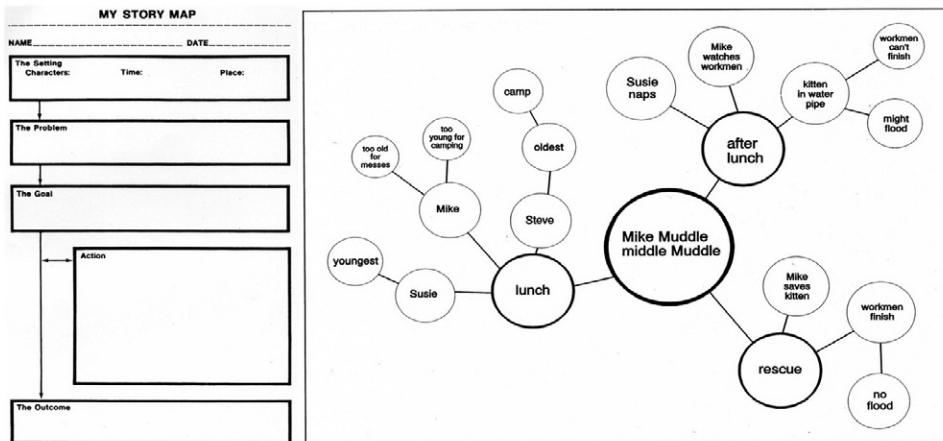 MY STORY MAP
NAME DATE
The Setting
Characters: Time: Place:
The Problem
The Goal
Action
The Outcome
Mike Muddle
middle Muddle
lunch
Susie
youngest
Mike
too old
for
messes
too
young for
camping
Steve
oldest
camp
after
lunch
Susie
naps
Mike
watches
workmen
kitten
in water
pipe
workmen
can't
finish
might
flood
rescue
Mike
saves
kitten
workmen
finish
no
flood